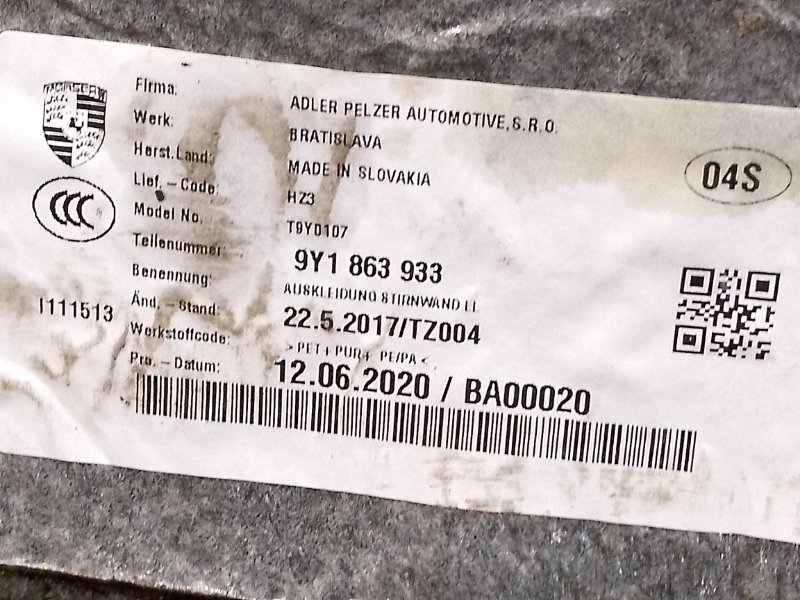 PORSCHE
Firma: ADLER PELZER AUTOMOTIVE, S.R.O.
Werk: BRATISLAVA
Herst.Land: MADE IN SLOVAKIA
Lief. - Code: HZ3
Model No. T9Y0107
Teilenummer: 9Y1 863 933
Benennung: AUSKLEIDUNG STIRNWAND LL
Änd. - Stand: 22.5.2017/TZ004
Werkstoffcode: >PET+PUR+ PE/PA<
Pro. - Datum: 12.06.2020 / BA00020
CCC
I111513
04S